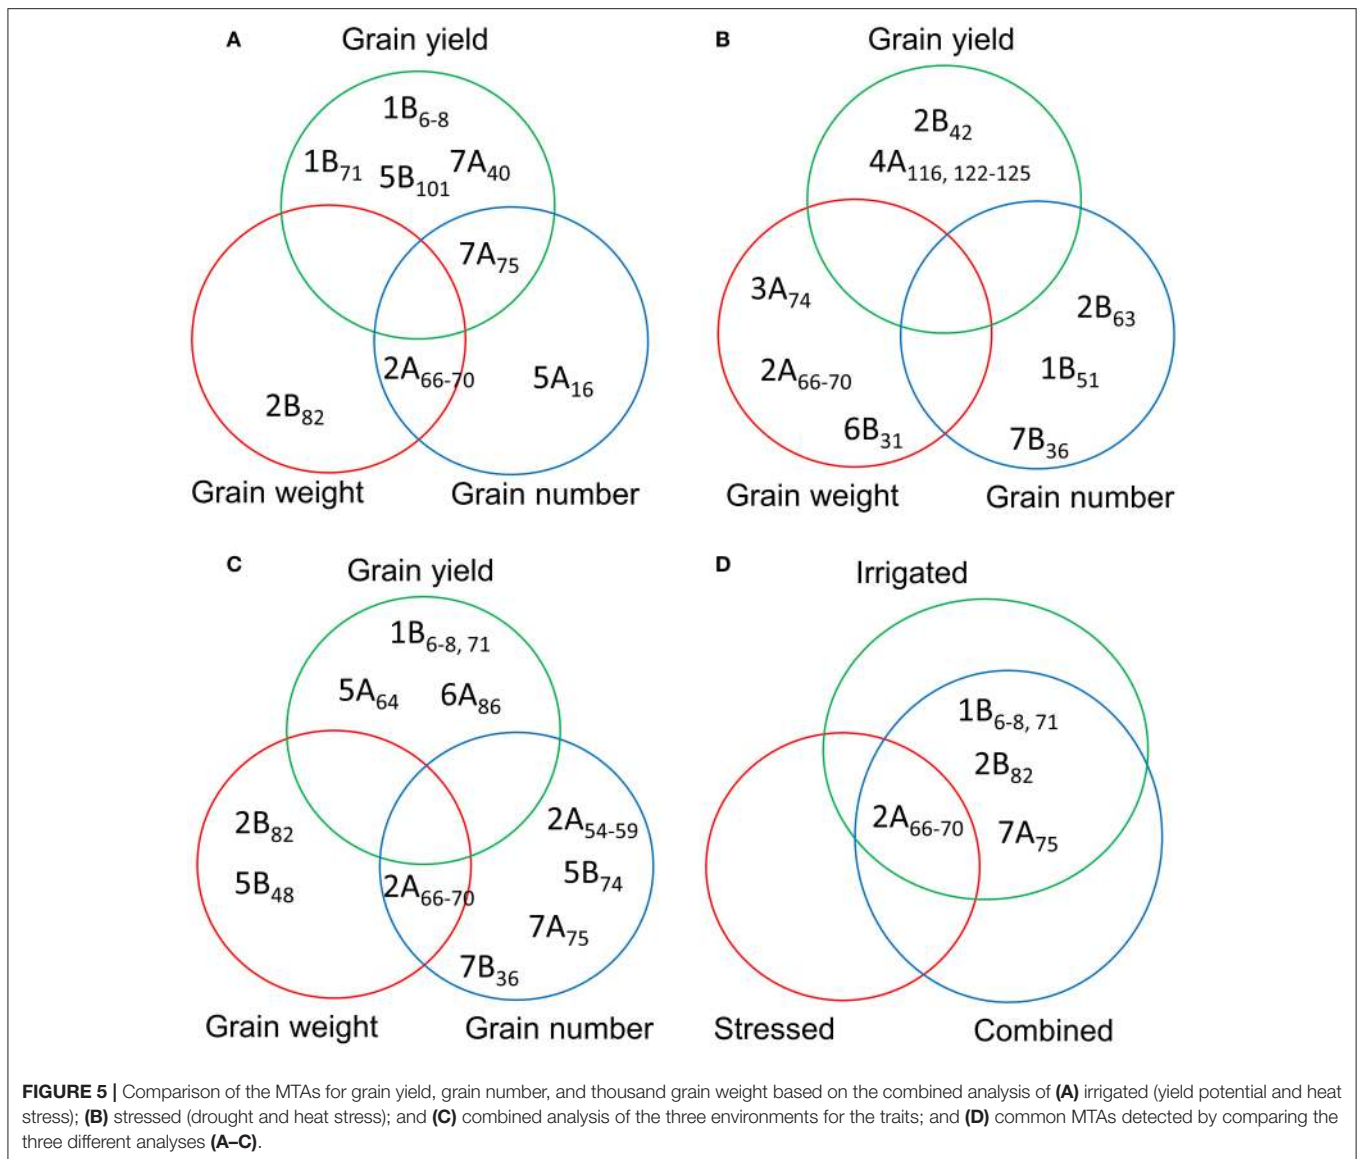 A
Grain yield
1B6-8
1B71 5B101 7A40
7A75
2A66-70
5A16
2B82
Grain weight
Grain number
B
Grain yield
2B42
4A116, 122-125
3A74
2B63
2A66-70
1B51
6B31
7B36
Grain weight
Grain number
C
Grain yield
1B6-8, 71
5A64 6A86
2B82
2A54-59
5B48
2A66-70
5B74
7A75
7B36
Grain weight
Grain number
D
Irrigated
1B6-8, 71
2B82
2A66-70
7A75
Stressed
Combined
FIGURE 5 | Comparison of the MTAs for grain yield, grain number, and thousand grain weight based on the combined analysis of (A) irrigated (yield potential and heat
stress); (B) stressed (drought and heat stress); and (C) combined analysis of the three environments for the traits; and (D) common MTAs detected by comparing the
three different analyses (A–C).